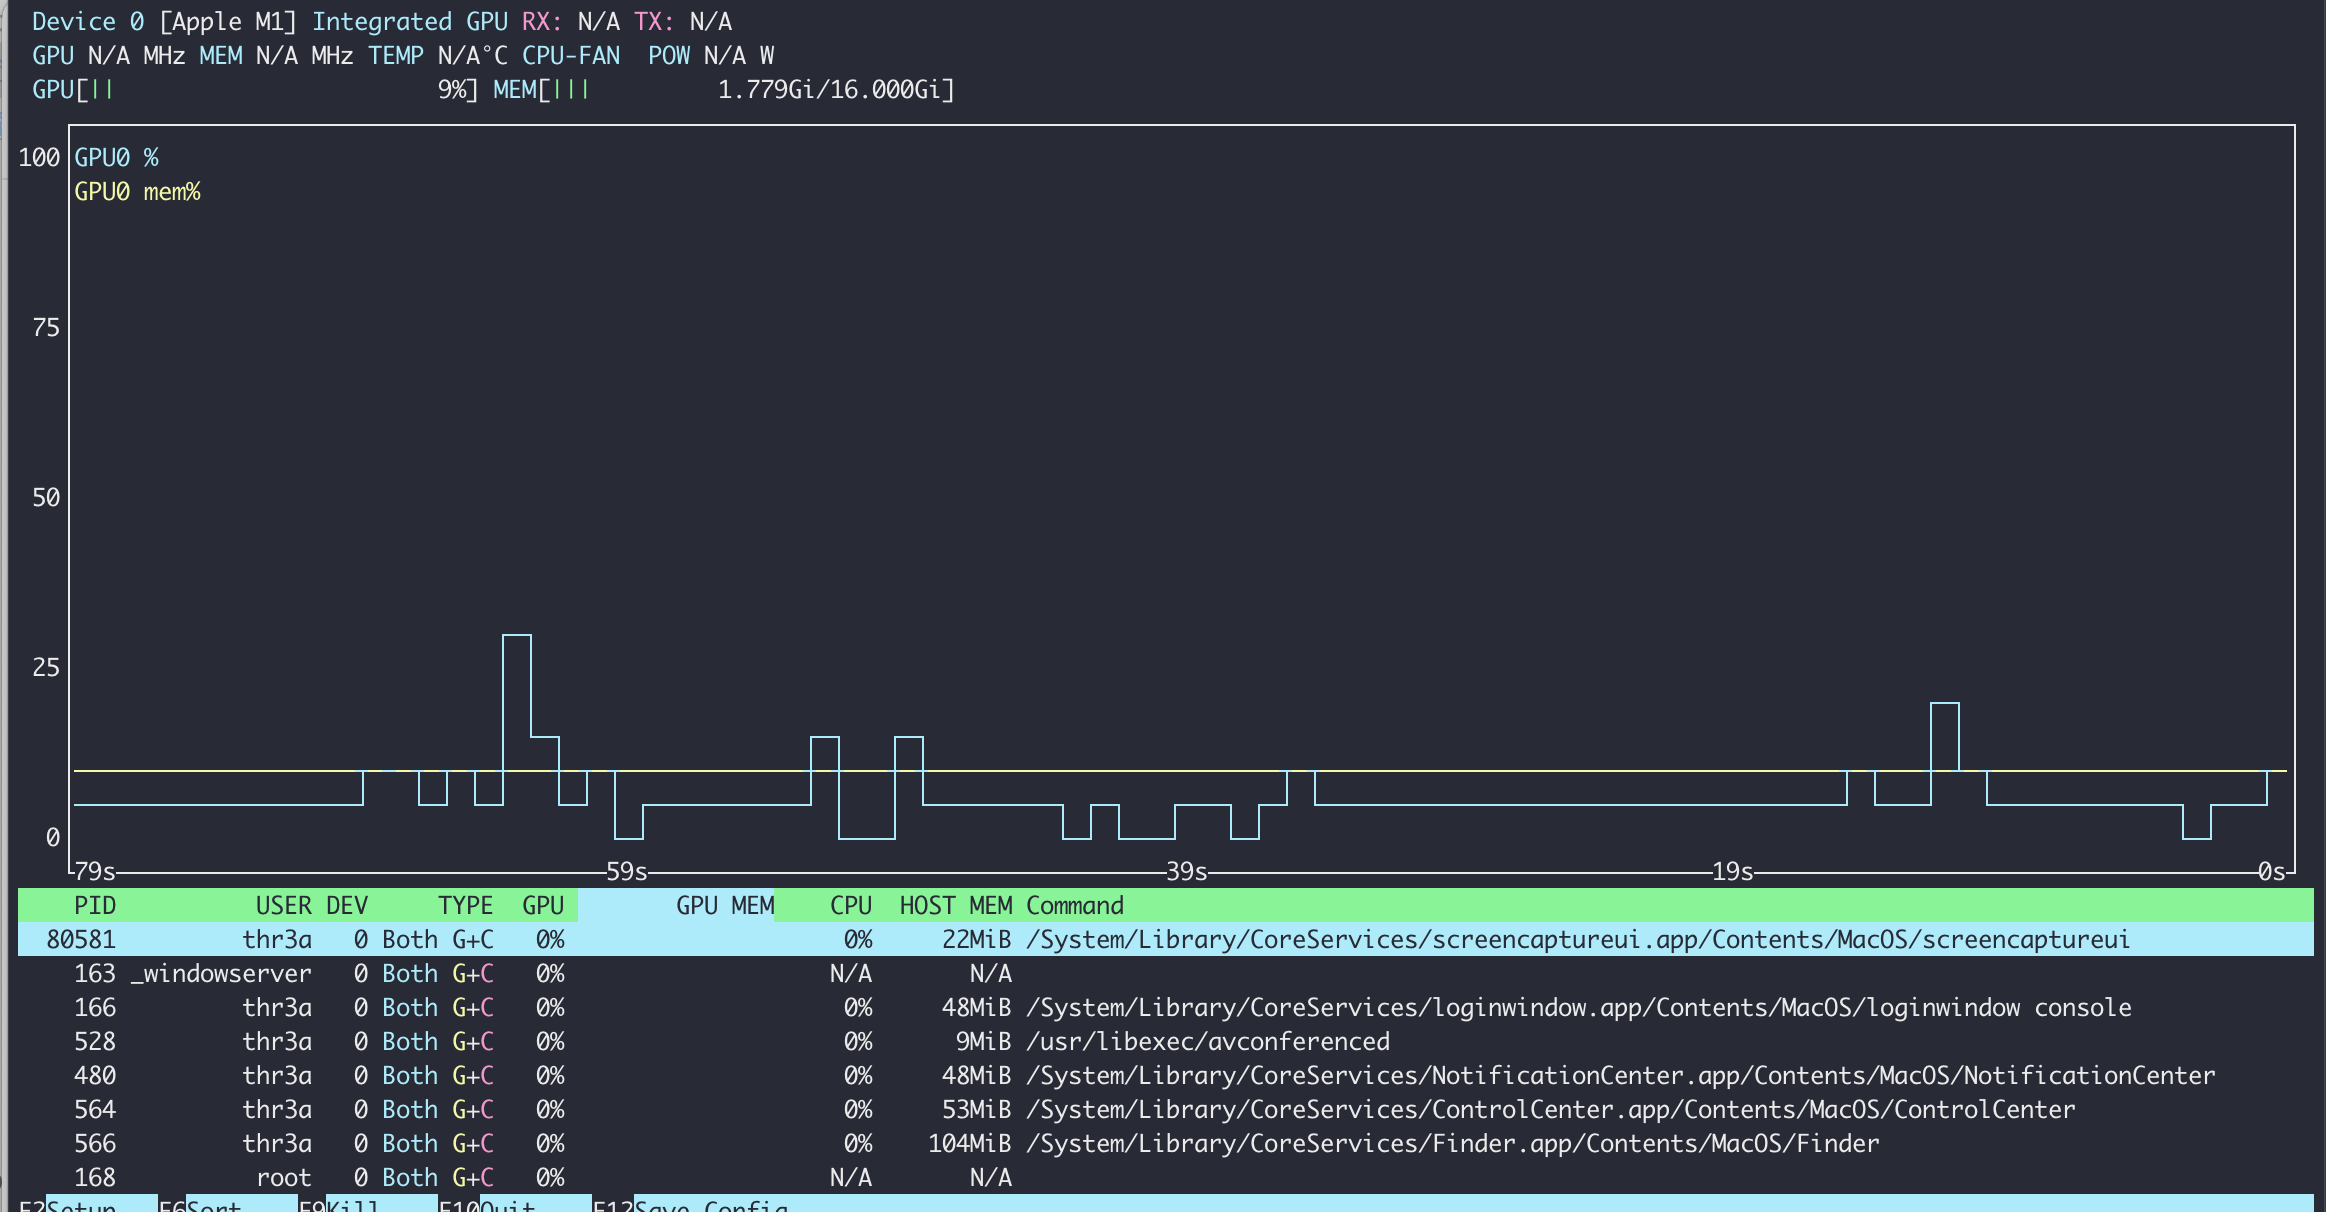 Device 0 [Apple M1] Integrated GPU RX: N/A TX: N/A
GPU N/A MHz MEM N/A MHz TEMP N/A°C CPU-FAN  POW N/A W
GPU[|| 9%] MEM[||| 1.779Gi/16.000Gi]
100 GPU0 %
GPU0 mem%
75
50
25
0
79s 59s 39s 19s 0s
PID USER DEV TYPE GPU GPU MEM CPU HOST MEM Command
80581 thr3a 0 Both G+C 0% 0% 22MiB /System/Library/CoreServices/screencaptureui.app/Contents/MacOS/screencaptureui
163 _windowserver 0 Both G+C 0% N/A N/A
166 thr3a 0 Both G+C 0% 0% 48MiB /System/Library/CoreServices/loginwindow.app/Contents/MacOS/loginwindow console
528 thr3a 0 Both G+C 0% 0% 9MiB /usr/libexec/avconferenced
480 thr3a 0 Both G+C 0% 0% 48MiB /System/Library/CoreServices/NotificationCenter.app/Contents/MacOS/NotificationCenter
564 thr3a 0 Both G+C 0% 0% 53MiB /System/Library/CoreServices/ControlCenter.app/Contents/MacOS/ControlCenter
566 thr3a 0 Both G+C 0% 0% 104MiB /System/Library/CoreServices/Finder.app/Contents/MacOS/Finder
168 root 0 Both G+C 0% N/A N/A
F2Setup F6Sort F9Kill F10Quit F12Save Config